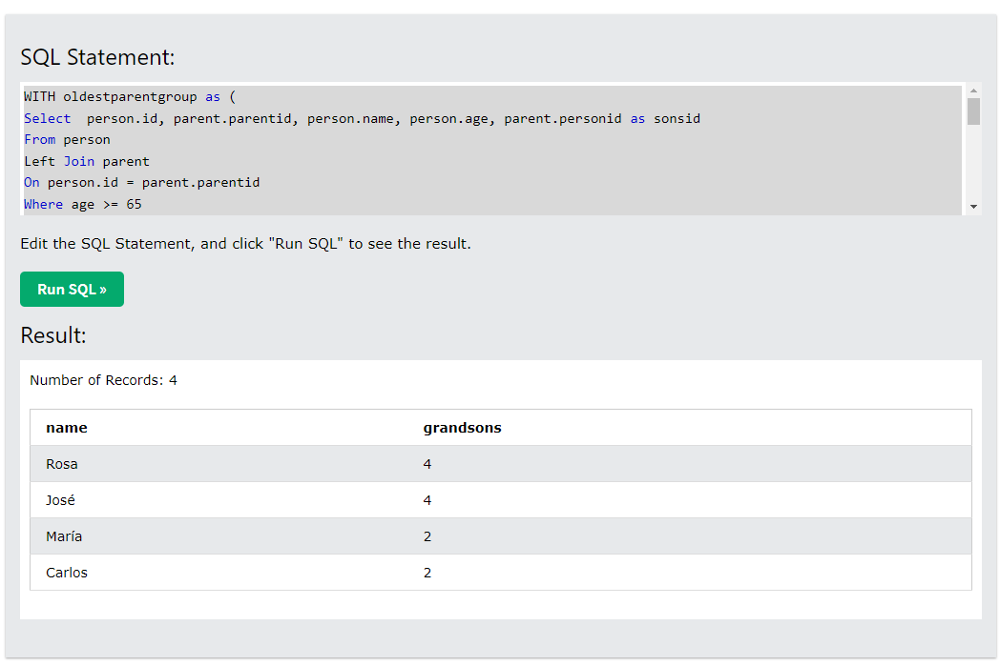 SQL Statement:
WITH oldestparentgroup as (
Select  person.id, parent.parentid, person.name, person.age, parent.personid as sonsid
From person
Left Join parent
On person.id = parent.parentid
Where age >= 65
Edit the SQL Statement, and click "Run SQL" to see the result.
Run SQL »
Result:
Number of Records: 4
name grandsons
Rosa 4
José 4
María 2
Carlos 2